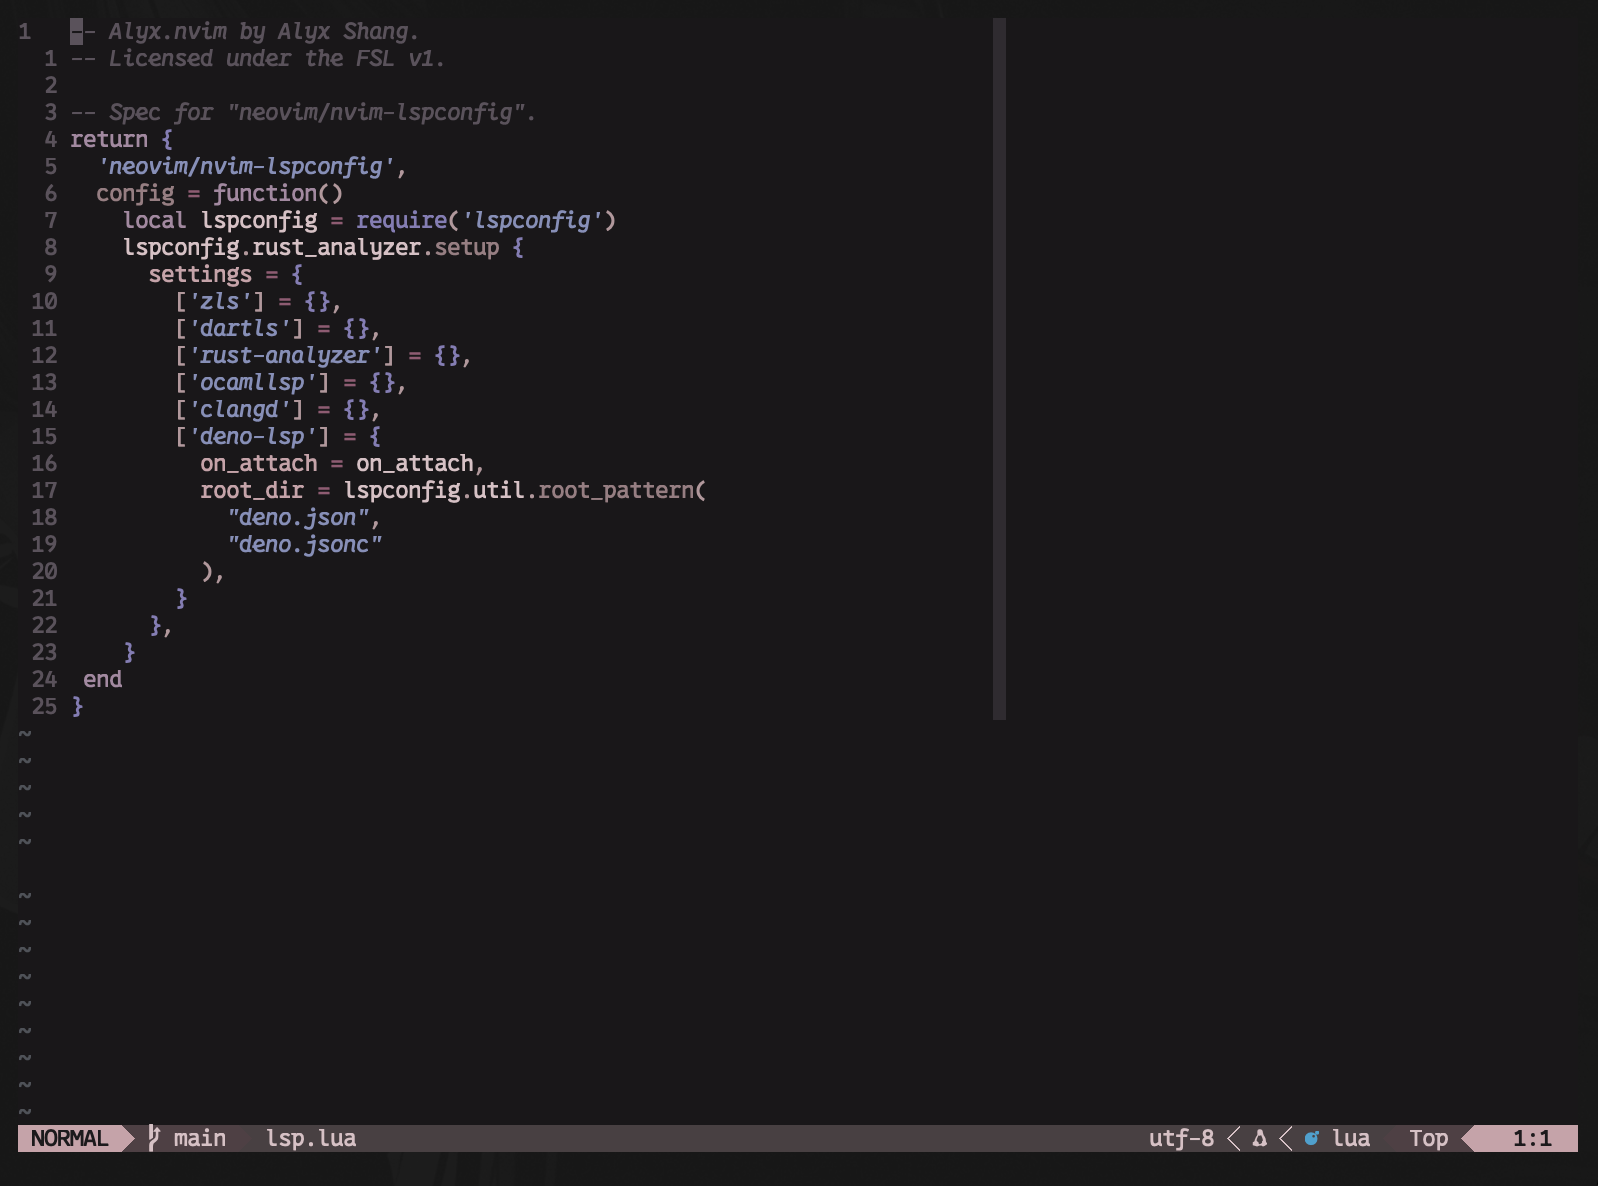 1 -- Alyx.nvim by Alyx Shang.
1 -- Licensed under the FSL v1.
2
3 -- Spec for "neovim/nvim-lspconfig".
4 return {
5   'neovim/nvim-lspconfig',
6   config = function()
7     local lspconfig = require('lspconfig')
8     lspconfig.rust_analyzer.setup {
9       settings = {
10         ['zls'] = {},
11         ['dartls'] = {},
12         ['rust-analyzer'] = {},
13         ['ocamllsp'] = {},
14         ['clangd'] = {},
15         ['deno-lsp'] = {
16           on_attach = on_attach,
17           root_dir = lspconfig.util.root_pattern(
18             "deno.json",
19             "deno.jsonc"
20           ),
21         }
22       },
23     }
24  end
25 }
~
~
~
~
~
~
~
~
~
~
~
~
~
~
NORMAL main lsp.lua utf-8 lua Top 1:1